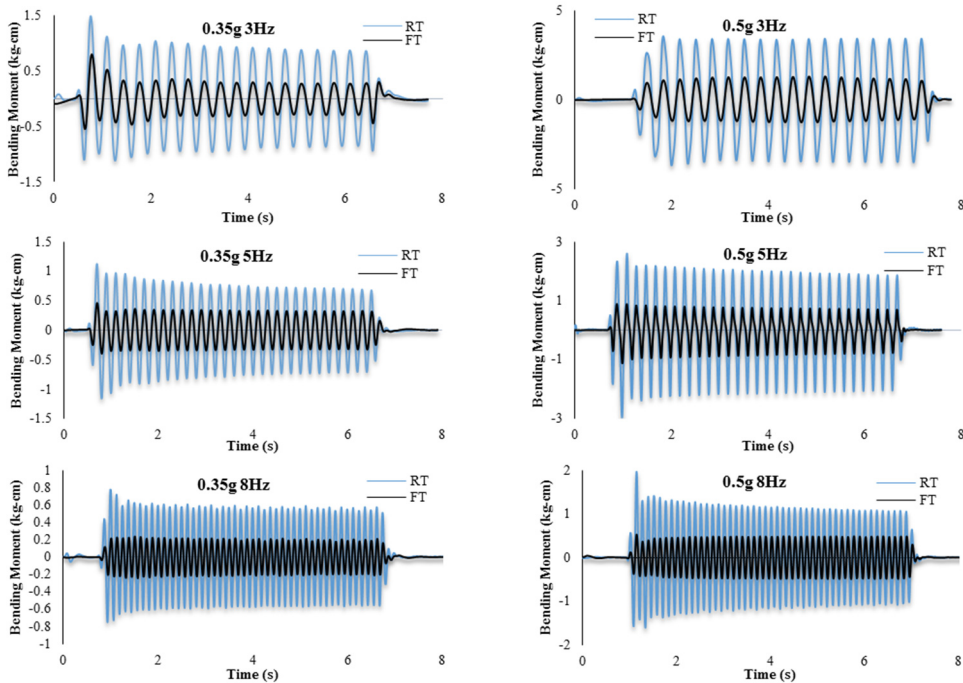 0.35g 3Hz
RT
FT
Bending Moment (kg-cm)
1.5
0.5
-0.5
-1.5
0
2
4
6
8
Time (s)
0.5g 3Hz
RT
FT
Bending Moment (kg-cm)
5
0
-5
0
2
4
6
8
Time (s)
0.35g 5Hz
RT
FT
Bending Moment (kg-cm)
1.5
1
0.5
0
-0.5
-1
-1.5
0
2
4
6
8
Time (s)
0.5g 5Hz
RT
FT
Bending Moment (kg-cm)
3
1
-1
-3
0
2
4
6
8
Time (s)
0.35g 8Hz
RT
FT
Bending Moment (kg-cm)
1
0.8
0.6
0.4
0.2
0
-0.2
-0.4
-0.6
-0.8
-1
0
2
4
6
8
Time (s)
0.5g 8Hz
RT
FT
Bending Moment (kg-cm)
2
1
0
-1
-2
0
2
4
6
8
Time (s)